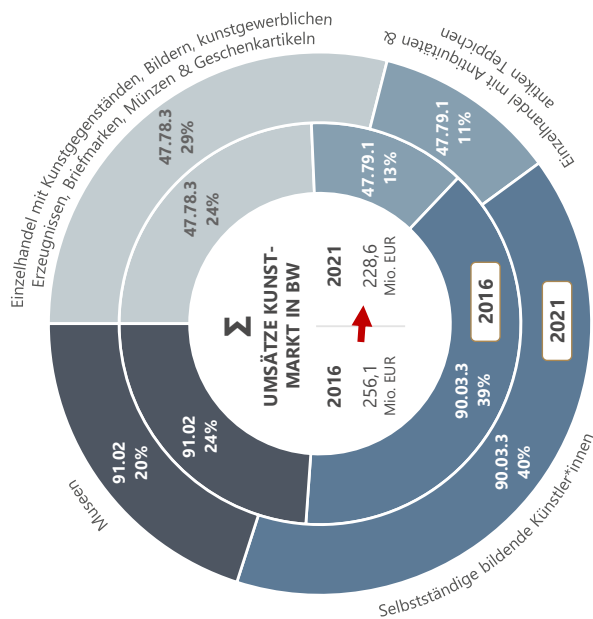 Einzelhandel mit Kunstgegenständen, Bildern, kunstgewerblichen
Erzeugnissen, Briefmarken, Münzen & Geschenkartikeln
Einzelhandel mit Antiquitäten &
antiken Teppichen
Selbstständige bildende Künstler*innen
Museen
47.78.3
29%
47.79.1
11%
2021
90.03.3
40%
91.02
20%
47.78.3
24%
47.79.1
13%
2016
90.03.3
39%
91.02
24%
Σ
UMSÄTZE KUNST-
MARKT IN BW
2016
256,1
Mio. EUR
2021
228,6
Mio. EUR